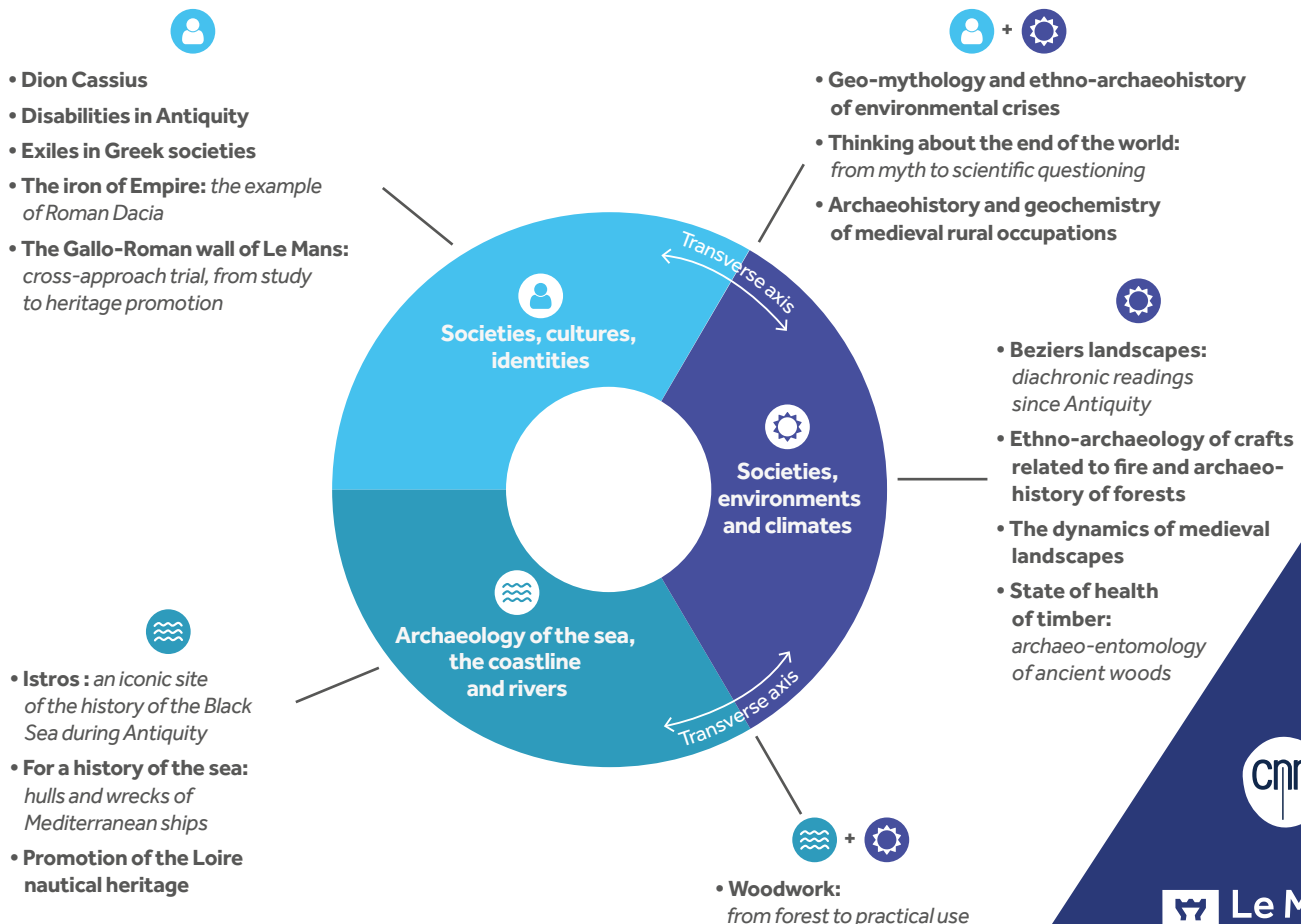 • Dion Cassius
• Disabilities in Antiquity
• Exiles in Greek societies
• The iron of Empire: the example
of Roman Dacia
• The Gallo-Roman wall of Le Mans:
cross-approach trial, from study
to heritage promotion
+
• Geo-mythology and ethno-archaeohistory
of environmental crises
• Thinking about the end of the world:
from myth to scientific questioning
• Archaeohistory and geochemistry
of medieval rural occupations
Transverse axis
Societies, cultures,
identities
• Beziers landscapes:
diachronic readings
since Antiquity
• Ethno-archaeology of crafts
related to fire and archaeo-
history of forests
• The dynamics of medieval
landscapes
• State of health
of timber:
archaeo-entomology
of ancient woods
Societies,
environments
and climates
Archaeology of the sea,
the coastline
and rivers
Transverse axis
• Istros : an iconic site
of the history of the Black
Sea during Antiquity
• For a history of the sea:
hulls and wrecks of
Mediterranean ships
• Promotion of the Loire
nautical heritage
+
• Woodwork:
from forest to practical use
Le M